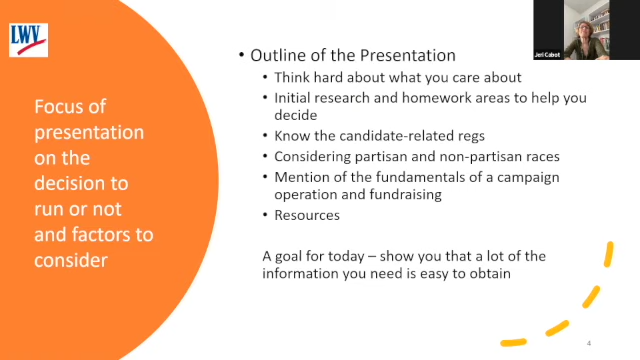 LWV
Focus of
presentation
on the
decision to
run or not
and factors to
consider
• Outline of the Presentation
• Think hard about what you care about
• Initial research and homework areas to help you
decide
• Know the candidate-related regs
• Considering partisan and non-partisan races
• Mention of the fundamentals of a campaign
operation and fundraising
• Resources
A goal for today – show you that a lot of the
information you need is easy to obtain
Jeri Cabot
4